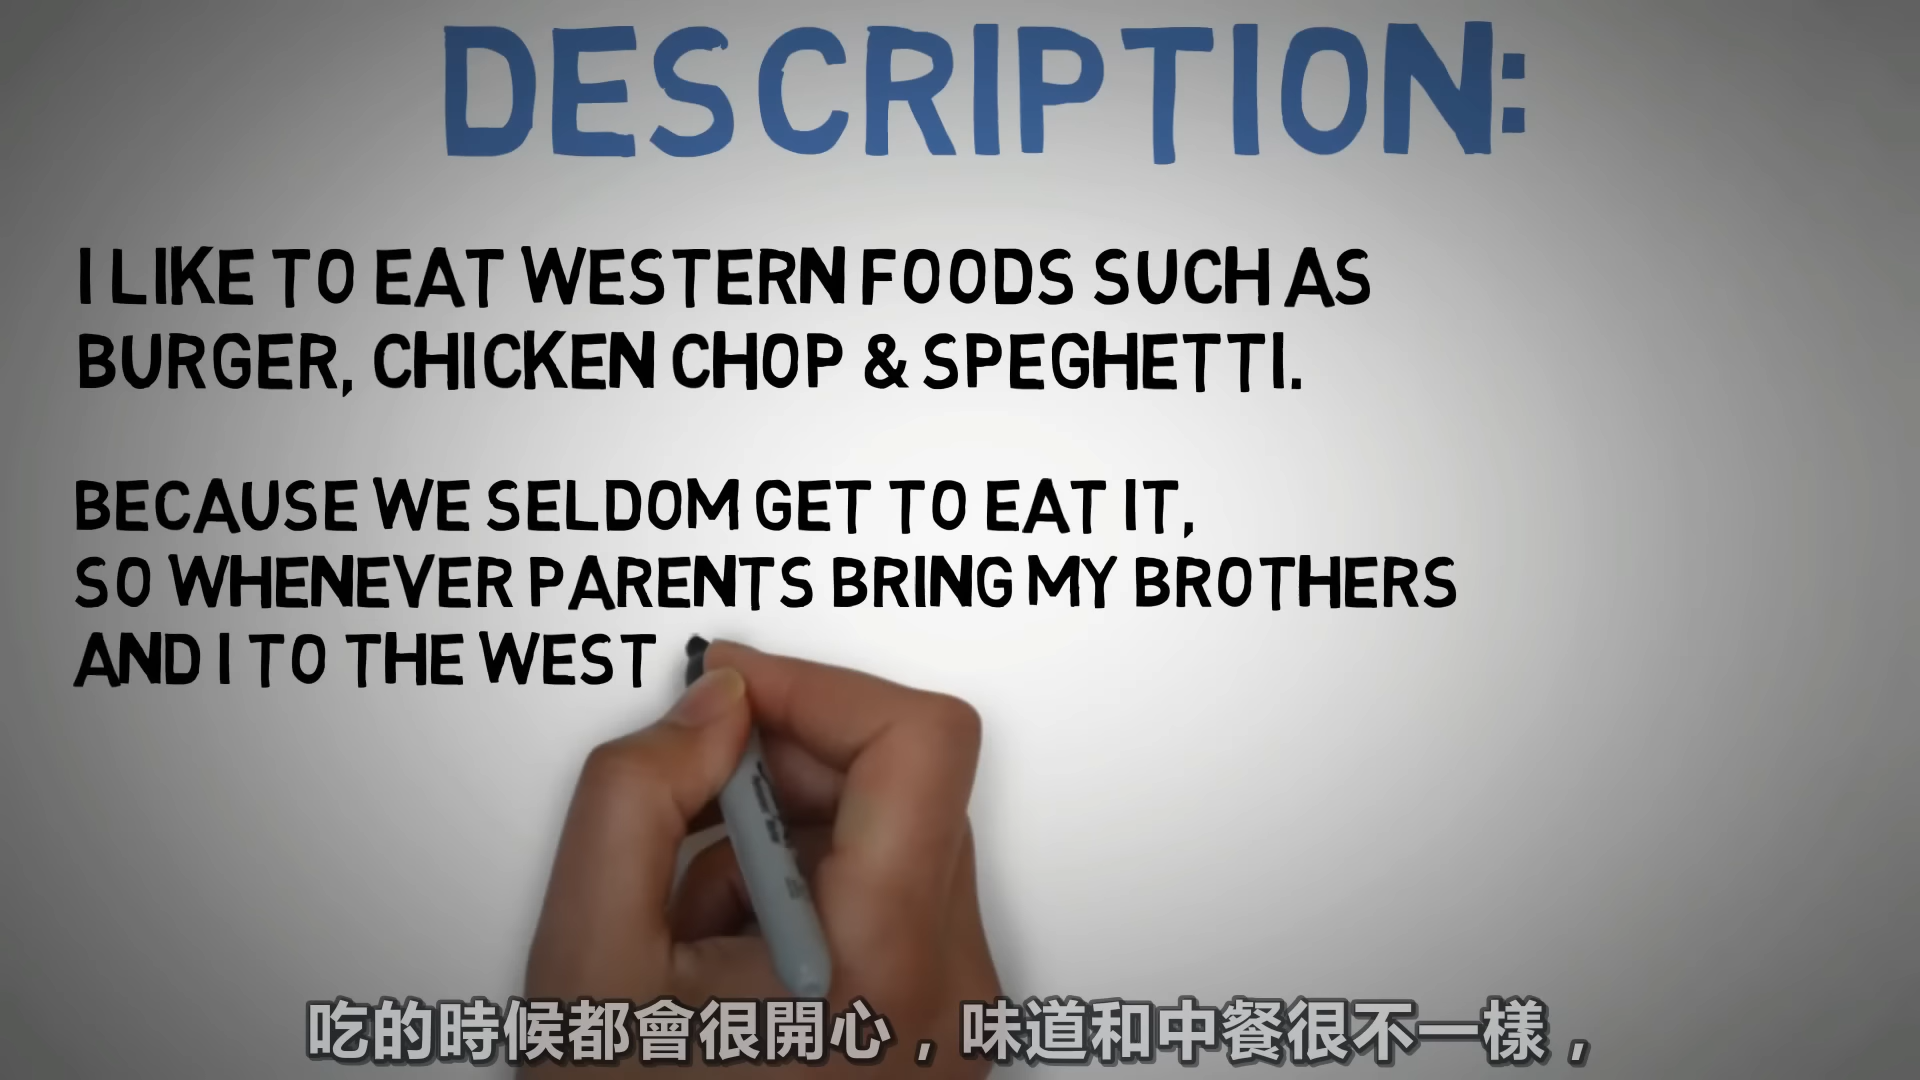 DESCRIPTION:
I LIKE TO EAT WESTERN FOODS SUCH AS
BURGER, CHICKEN CHOP & SPEGHETTI.
BECAUSE WE SELDOM GET TO EAT IT,
SO WHENEVER PARENTS BRING MY BROTHERS
AND I TO THE WEST
吃的時候都會很開心，味道和中餐很不一樣，